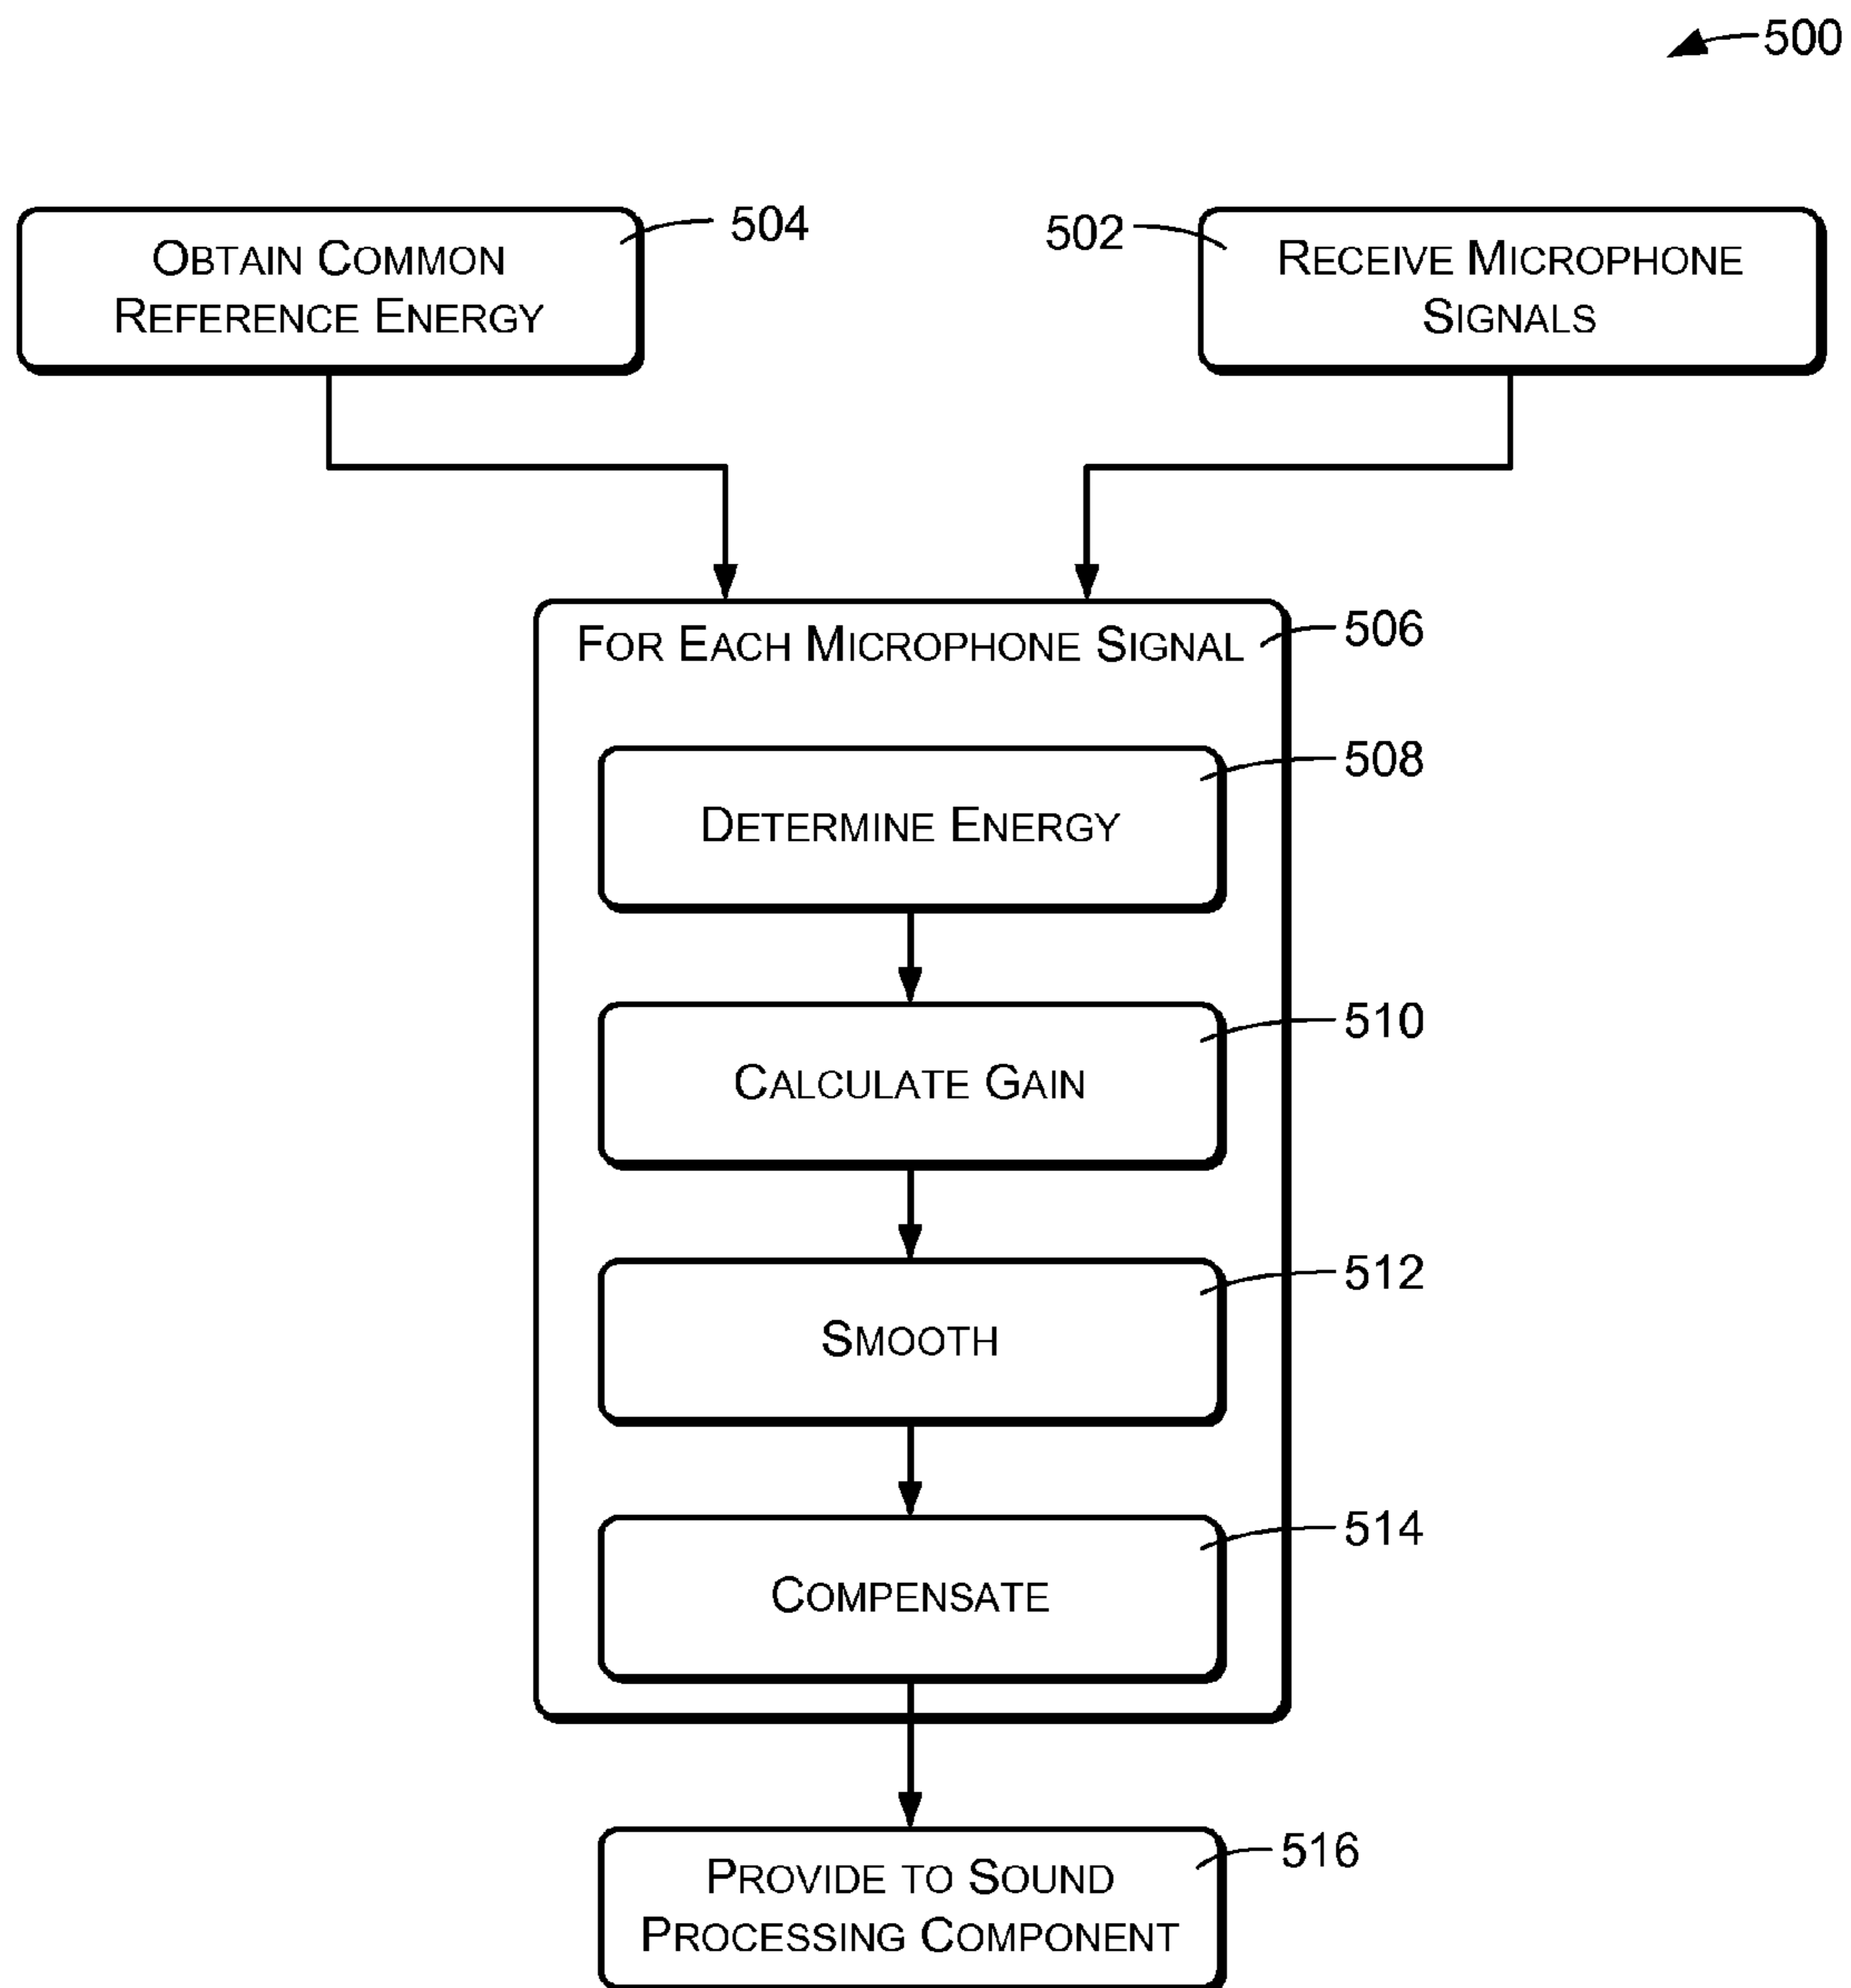 500
504
OBTAIN COMMON
REFERENCE ENERGY
502
RECEIVE MICROPHONE
SIGNALS
FOR EACH MICROPHONE SIGNAL
506
508
DETERMINE ENERGY
510
CALCULATE GAIN
512
SMOOTH
514
COMPENSATE
516
PROVIDE TO SOUND
PROCESSING COMPONENT